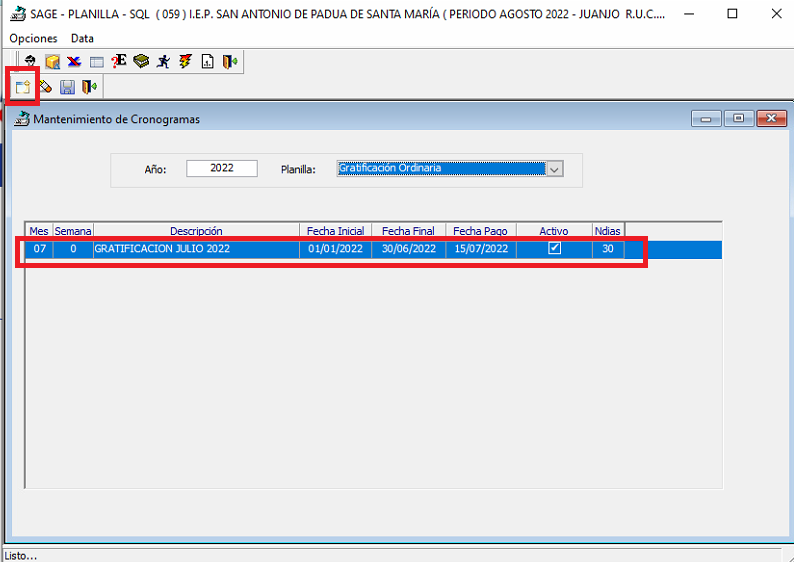 SAGE - PLANILLA - SQL ( 059 ) I.E.P. SAN ANTONIO DE PADUA DE SANTA MARÍA ( PERIODO AGOSTO 2022 - JUANJO R.U.C....
Opciones Data
Mantenimiento de Cronogramas
Año: 2022 Planilla: Gratificación Ordinaria
Mes Semana Descripción Fecha Inicial Fecha Final Fecha Pago Activo Ndias
07 0 GRATIFICACION JULIO 2022 01/01/2022 30/06/2022 15/07/2022 30
Listo...